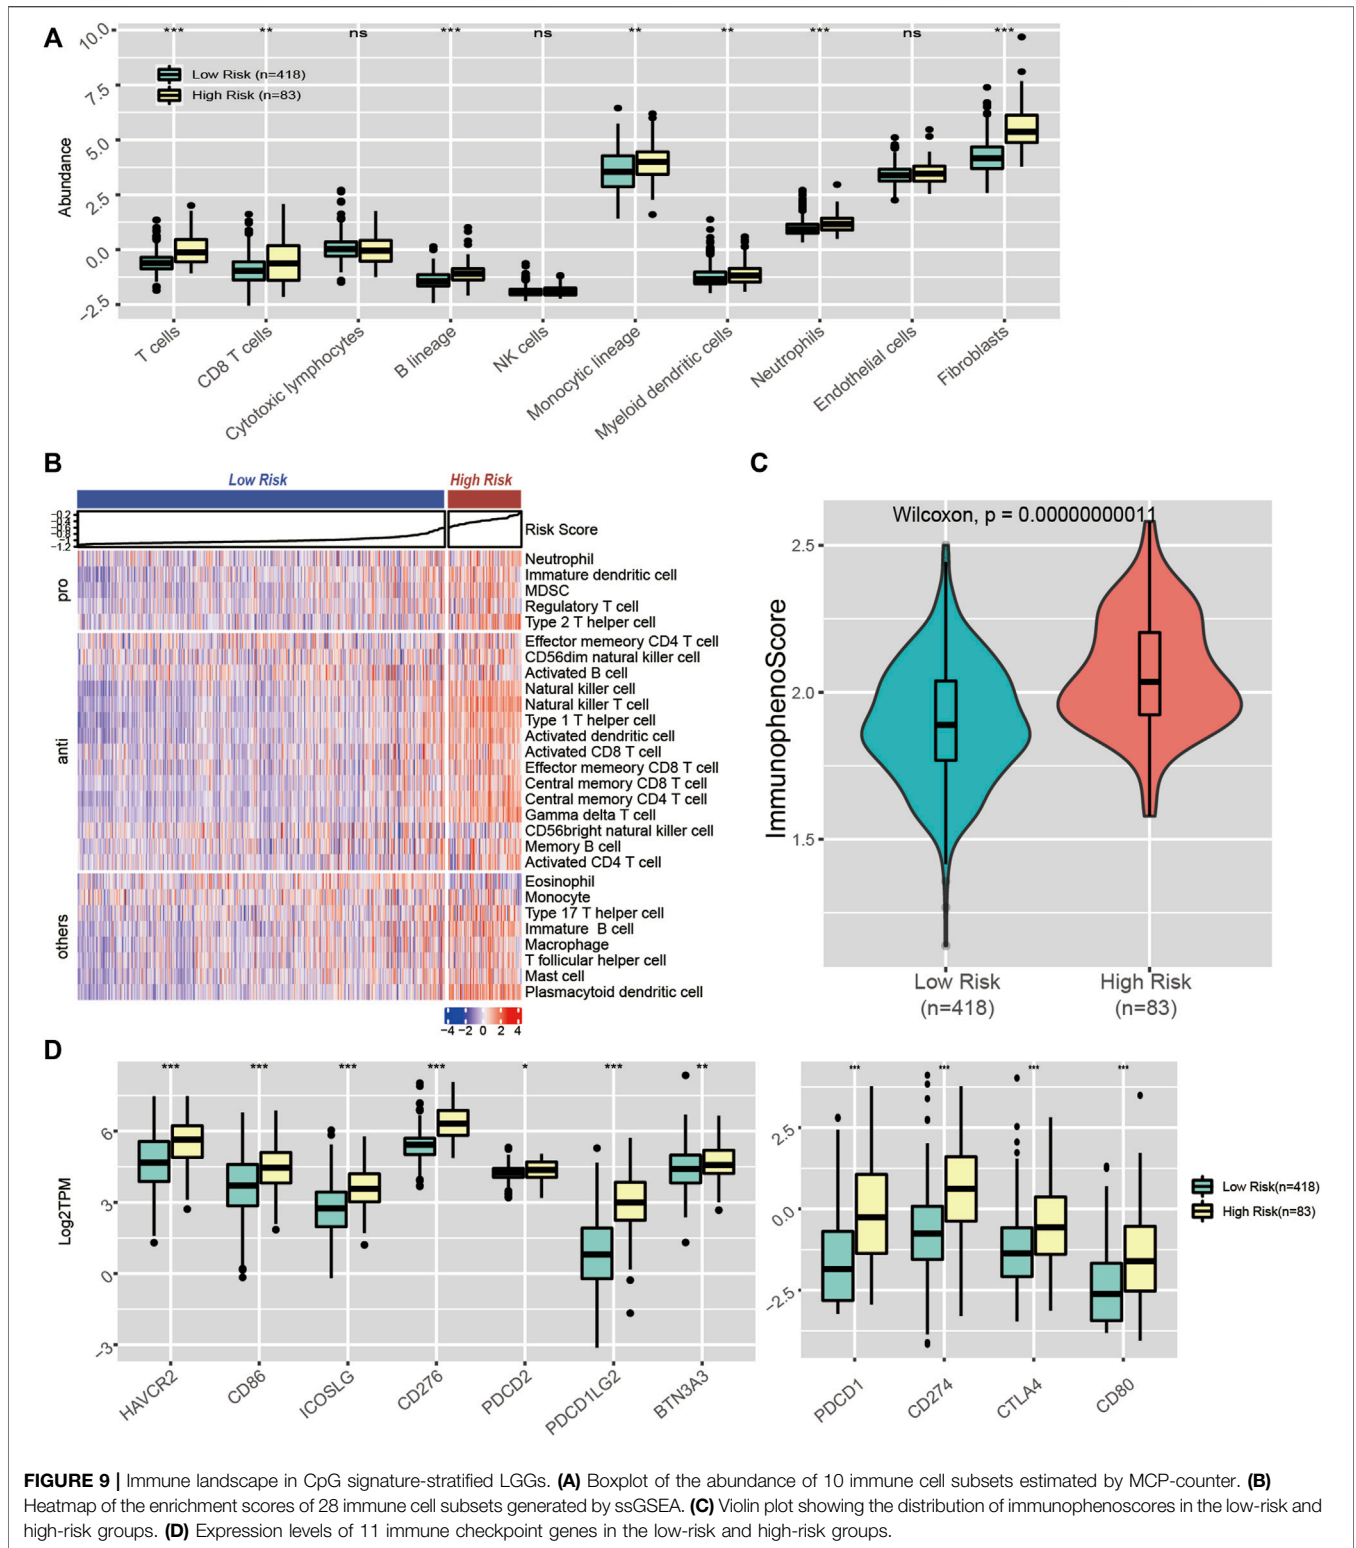 A
10.0
7.5
5.0
2.5
0.0
−2.5
Abundance
*** ** ns *** ns ** ** *** ns ***
Low Risk (n=418)
High Risk (n=83)
T cells
CD8 T cells
Cytotoxic lymphocytes
B lineage
NK cells
Monocytic lineage
Myeloid dendritic cells
Neutrophils
Endothelial cells
Fibroblasts
B
Low Risk High Risk
−0.2
−0.4
−0.6
−0.8
−1
−1.2
Risk Score
pro
Neutrophil
Immature dendritic cell
MDSC
Regulatory T cell
Type 2 T helper cell
anti
Effector memeory CD4 T cell
CD56dim natural killer cell
Activated B cell
Natural killer cell
Natural killer T cell
Type 1 T helper cell
Activated dendritic cell
Activated CD8 T cell
Effector memeory CD8 T cell
Central memory CD8 T cell
Central memory CD4 T cell
Gamma delta T cell
CD56bright natural killer cell
Memory B cell
Activated CD4 T cell
others
Eosinophil
Monocyte
Type 17 T helper cell
Immature B cell
Macrophage
T follicular helper cell
Mast cell
Plasmacytoid dendritic cell
−4 −2 0 2 4
C
Wilcoxon, p = 0.00000000011
2.5
2.0
1.5
ImmunophenoScore
Low Risk
(n=418)
High Risk
(n=83)
D
*** *** *** *** * *** **
6
3
0
−3
Log2TPM
HAVCR2
CD86
ICOSLG
CD276
PDCD2
PDCD1LG2
BTN3A3
*** *** *** ***
2.5
0.0
−2.5
PDCD1
CD274
CTLA4
CD80
Low Risk(n=418)
High Risk(n=83)
FIGURE 9 | Immune landscape in CpG signature-stratified LGGs. (A) Boxplot of the abundance of 10 immune cell subsets estimated by MCP-counter. (B)
Heatmap of the enrichment scores of 28 immune cell subsets generated by ssGSEA. (C) Violin plot showing the distribution of immunophenoscores in the low-risk and
high-risk groups. (D) Expression levels of 11 immune checkpoint genes in the low-risk and high-risk groups.